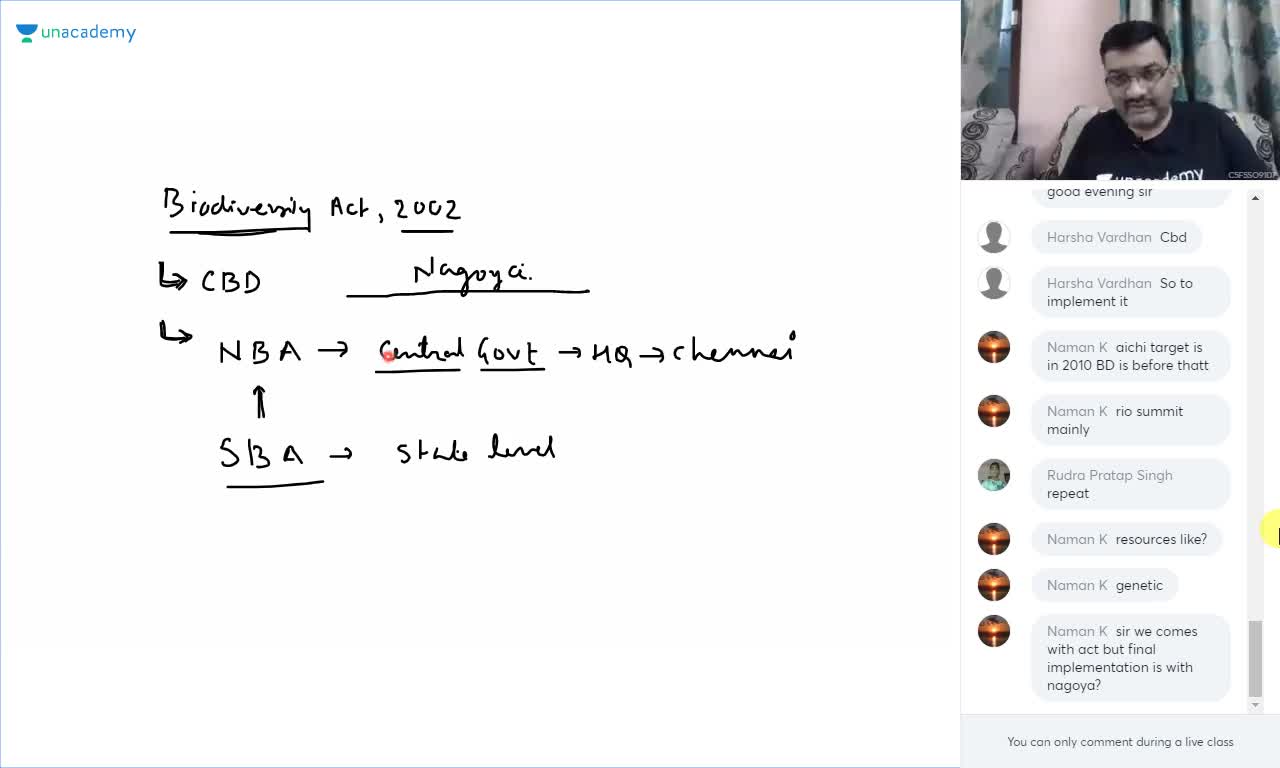 unacademy
Biodiversiy Act, 2002
CBD Nagoya.
NBA → Central Govt → HQ → Chennai
SBA → State level
unacademy
CSFSSO9107
good evening sir
Harsha Vardhan Cbd
Harsha Vardhan So to
implement it
Naman K aichi target is
in 2010 BD is before thatt
Naman K rio summit
mainly
Rudra Pratap Singh
repeat
Naman K resources like?
Naman K genetic
Naman K sir we comes
with act but final
implementation is with
nagoya?
You can only comment during a live class